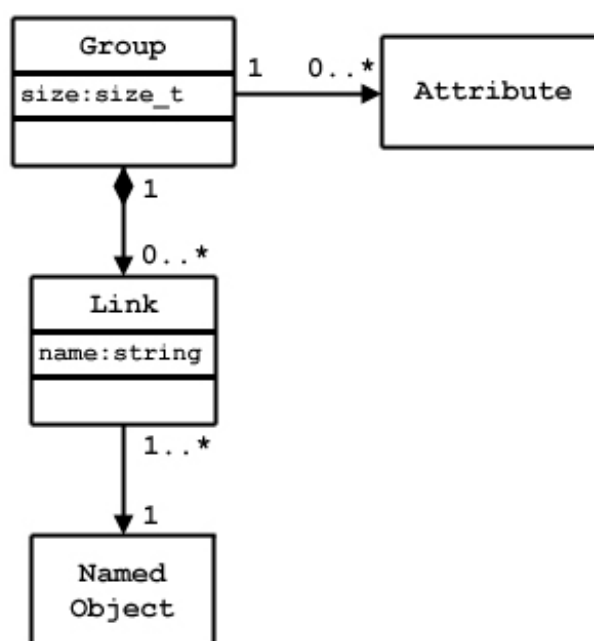 Group
size:size_t
1 0..*
Attribute
1
0..*
Link
name:string
1..*
1
Named
Object